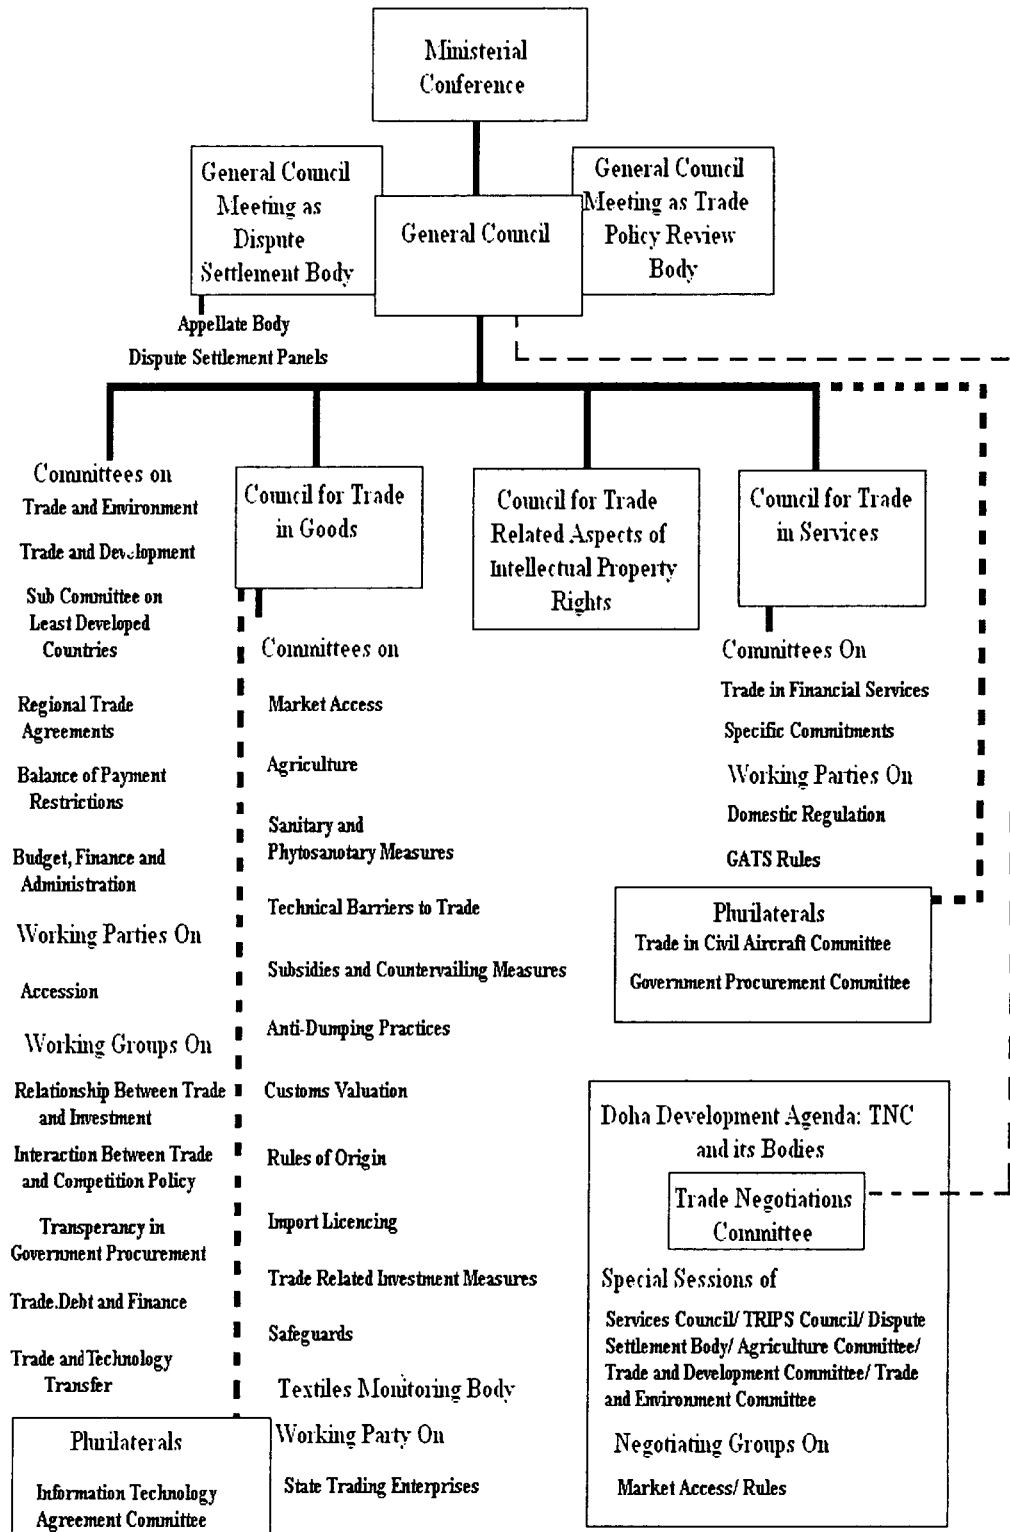 Ministerial
Conference
General Council
Meeting as
Dispute
Settlement Body
General Council
General Council
Meeting as Trade
Policy Review
Body
Appellate Body
Dispute Settlement Panels
Committees on
Trade and Environment
Trade and Development
Sub Committee on
Least Developed
Countries
Regional Trade
Agreements
Balance of Payment
Restrictions
Budget, Finance and
Administration
Working Parties On
Accession
Working Groups On
Relationship Between Trade
and Investment
Interaction Between Trade
and Competition Policy
Transperancy in
Government Procurement
Trade.Debt and Finance
Trade and Technology
Transfer
Plurilaterals
Information Technology
Agreement Committee
Council for Trade
in Goods
Committees on
Market Access
Agriculture
Sanitary and
Phytosanotary Measures
Technical Barriers to Trade
Subsidies and Countervailing Measures
Anti-Dumping Practices
Customs Valuation
Rules of Origin
Import Licencing
Trade Related Investment Measures
Safeguards
Textiles Monitoring Body
Working Party On
State Trading Enterprises
Council for Trade
Related Aspects of
Intellectual Property
Rights
Council for Trade
in Services
Committees On
Trade in Financial Services
Specific Commitments
Working Parties On
Domestic Regulation
GATS Rules
Plurilaterals
Trade in Civil Aircraft Committee
Government Procurement Committee
Doha Development Agenda: TNC
and its Bodies
Trade Negotiations
Committee
Special Sessions of
Services Council/ TRIPS Council/ Dispute
Settlement Body/ Agriculture Committee/
Trade and Development Committee/ Trade
and Environment Committee
Negotiating Groups On
Market Access/ Rules